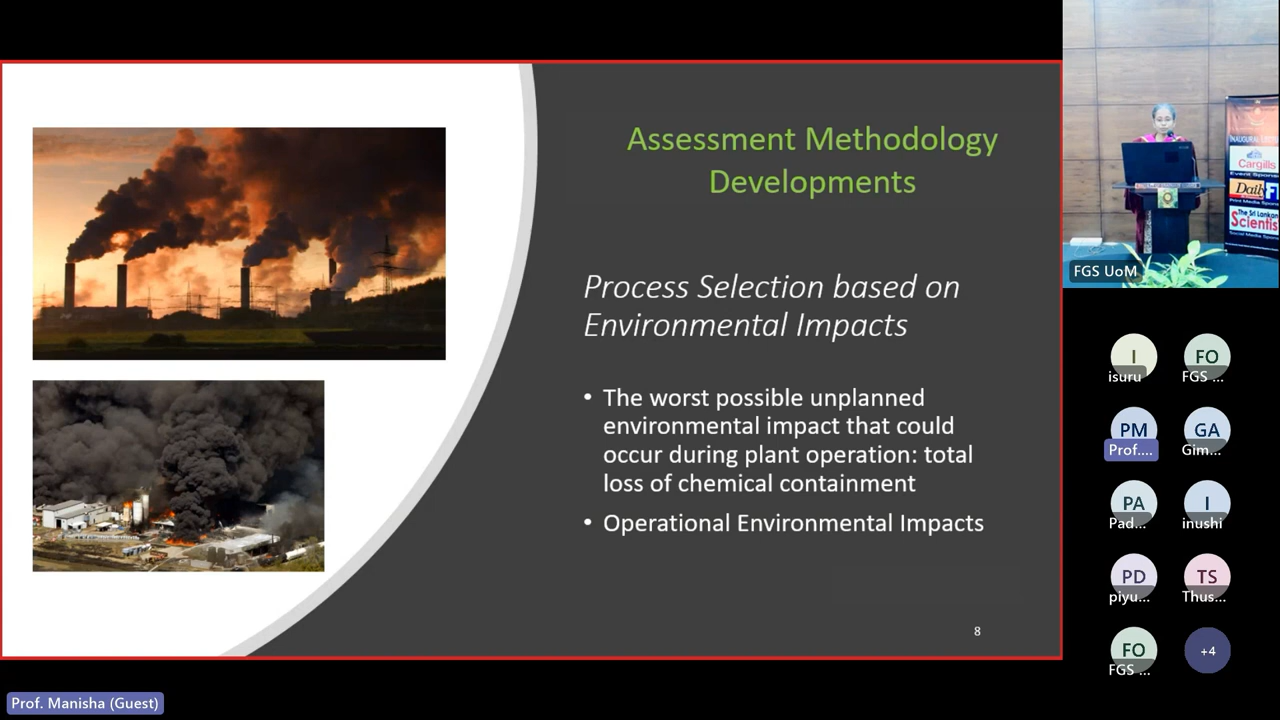 Assessment Methodology
Developments
Process Selection based on
Environmental Impacts
• The worst possible unplanned
environmental impact that could
occur during plant operation: total
loss of chemical containment
• Operational Environmental Impacts
8
Cargills
Daily
The Sri Lankan
Scientis
FGS UoM
I
isuru
FO
FGS ...
PM
Prof....
GA
Gim...
PA
Pad...
I
inushi
PD
piyu...
TS
Thus...
FO
FGS ...
+4
Prof. Manisha (Guest)